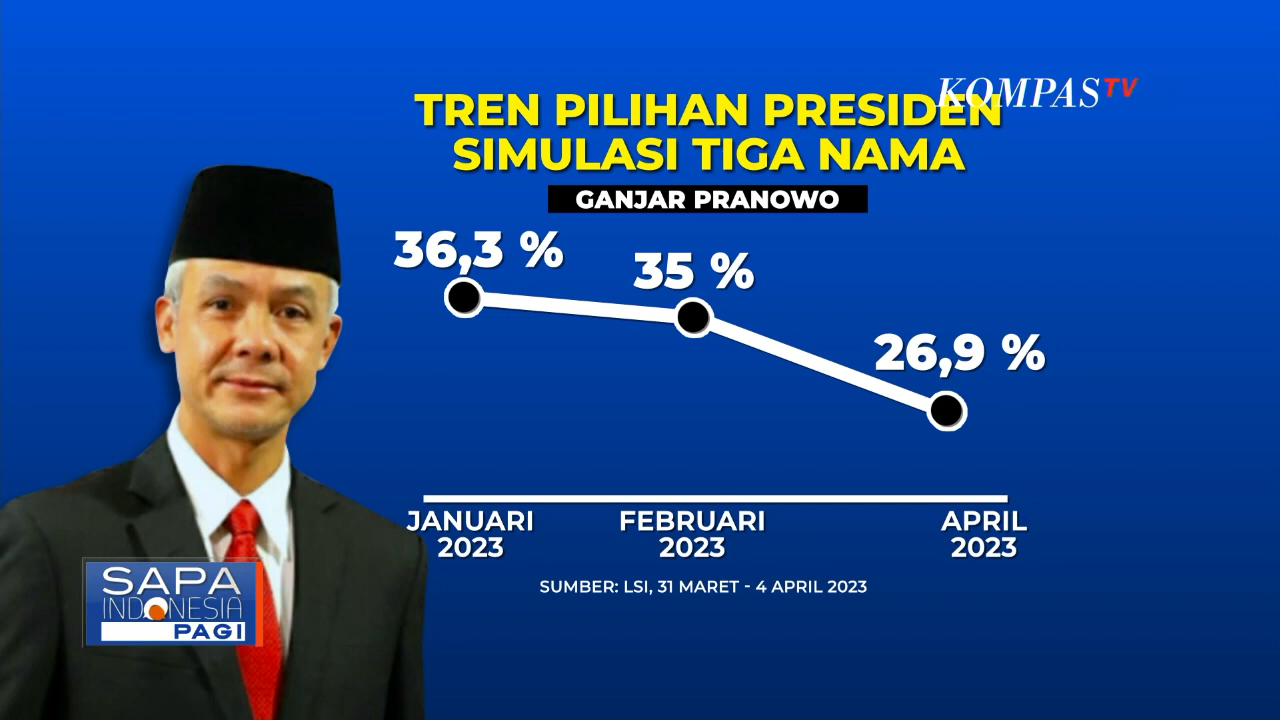 KOMPASTV
TREN PILIHAN PRESIDEN
SIMULASI TIGA NAMA
GANJAR PRANOWO
36,3 %
35 %
26,9 %
JANUARI
2023
FEBRUARI
2023
APRIL
2023
SUMBER: LSI, 31 MARET - 4 APRIL 2023
SAPA
INDONESIA
PAGI